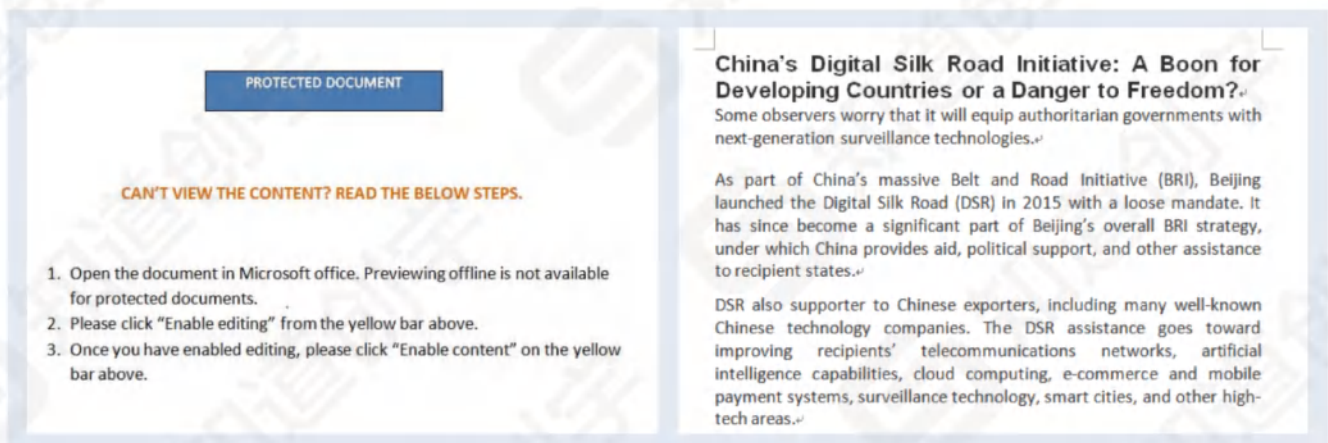 PROTECTED DOCUMENT
CAN'T VIEW THE CONTENT? READ THE BELOW STEPS.
1. Open the document in Microsoft office. Previewing offline is not available
for protected documents.
2. Please click "Enable editing" from the yellow bar above.
3. Once you have enabled editing, please click "Enable content" on the yellow
bar above.
China's Digital Silk Road Initiative: A Boon for
Developing Countries or a Danger to Freedom?
Some observers worry that it will equip authoritarian governments with
next-generation surveillance technologies.
As part of China's massive Belt and Road Initiative (BRI), Beijing
launched the Digital Silk Road (DSR) in 2015 with a loose mandate. It
has since become a significant part of Beijing's overall BRI strategy,
under which China provides aid, political support, and other assistance
to recipient states.
DSR also supporter to Chinese exporters, including many well-known
Chinese technology companies. The DSR assistance goes toward
improving recipients' telecommunications networks, artificial
intelligence capabilities, cloud computing, e-commerce and mobile
payment systems, surveillance technology, smart cities, and other high-
tech areas.